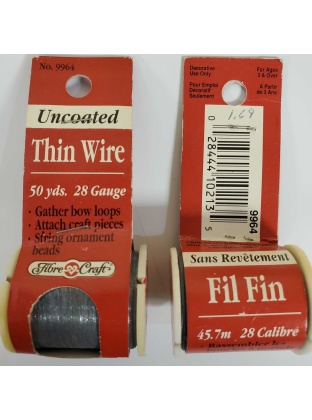 No. 9964
Uncoated
Thin Wire
50 yds. 28 Gauge
· Gather bow loops
· Attach craft pieces
· String ornament
beads
Fibre Craft
Decorative
Use Only
Pour Emploi
Décoratif
Seulement
For Ages
3 & Over
A Partir
de 3 Ans
1.69
0 28444 10213 5
9964
Sans Revêtement
Fil Fin
45.7m 28 Calibre
· Rassembler les